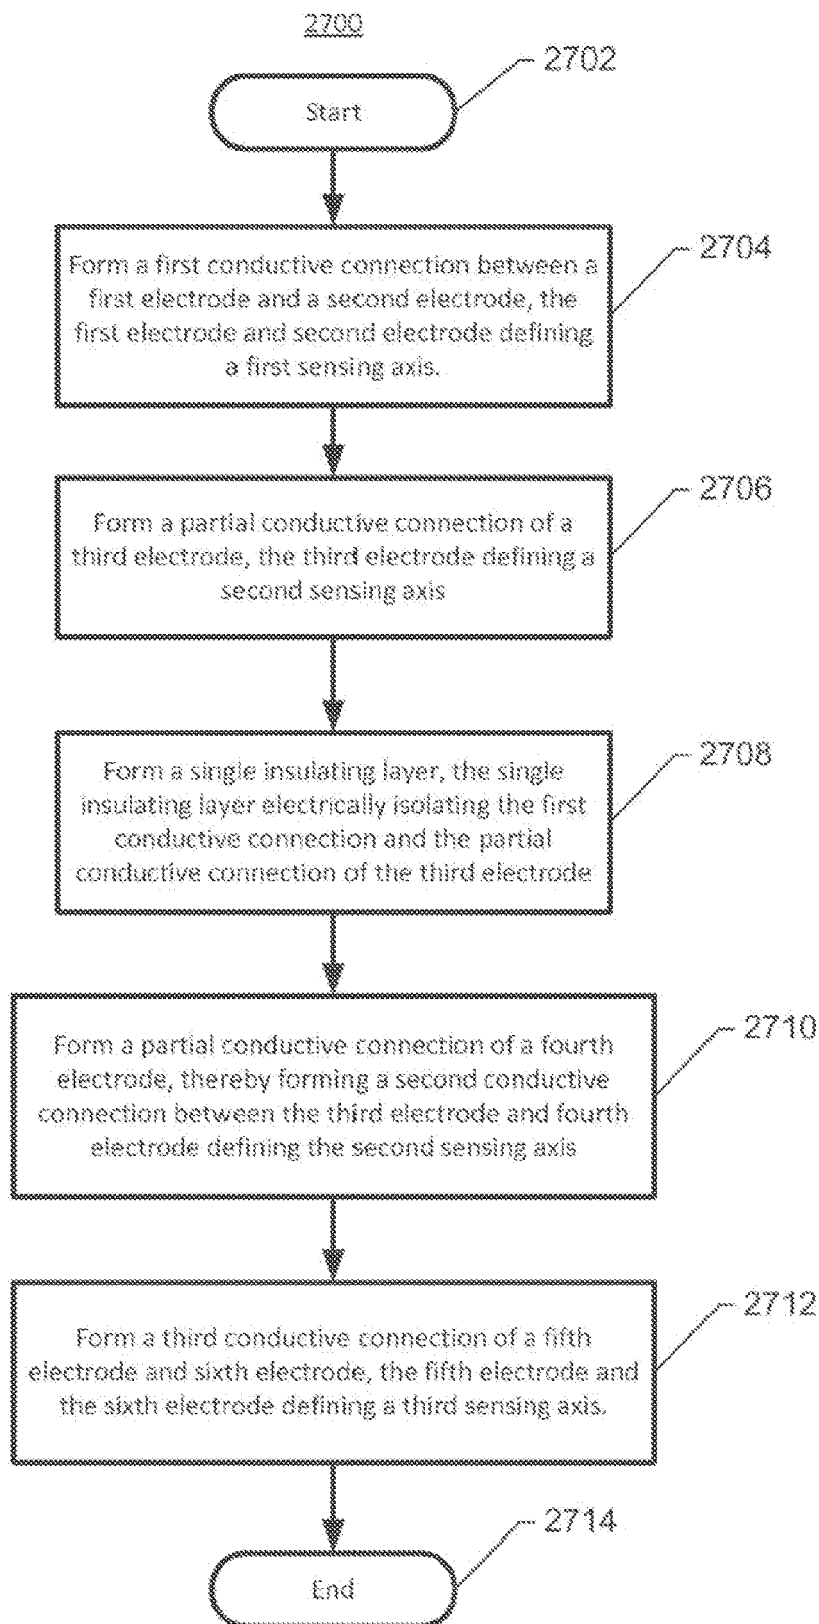 2700
Start
2702
Form a first conductive connection between a
first electrode and a second electrode, the
first electrode and second electrode defining
a first sensing axis.
2704
Form a partial conductive connection of a
third electrode, the third electrode defining a
second sensing axis
2706
Form a single insulating layer, the single
insulating layer electrically isolating the first
conductive connection and the partial
conductive connection of the third electrode
2708
Form a partial conductive connection of a fourth
electrode, thereby forming a second conductive
connection between the third electrode and fourth
electrode defining the second sensing axis
2710
Form a third conductive connection of a fifth
electrode and sixth electrode, the fifth electrode and
the sixth electrode defining a third sensing axis.
2712
End
2714